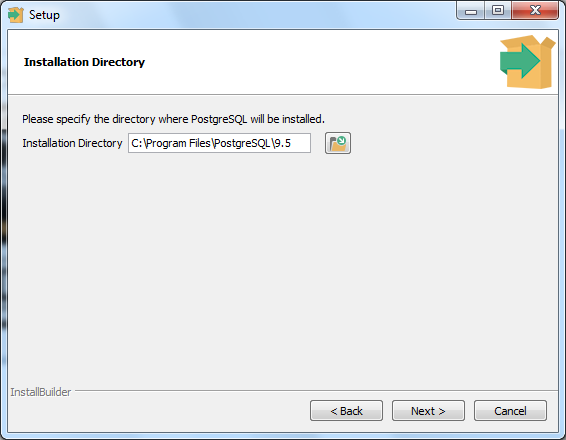 Setup
Installation Directory
Please specify the directory where PostgreSQL will be installed.
Installation Directory C:\Program Files\PostgreSQL\9.5
InstallBuilder
< Back Next > Cancel